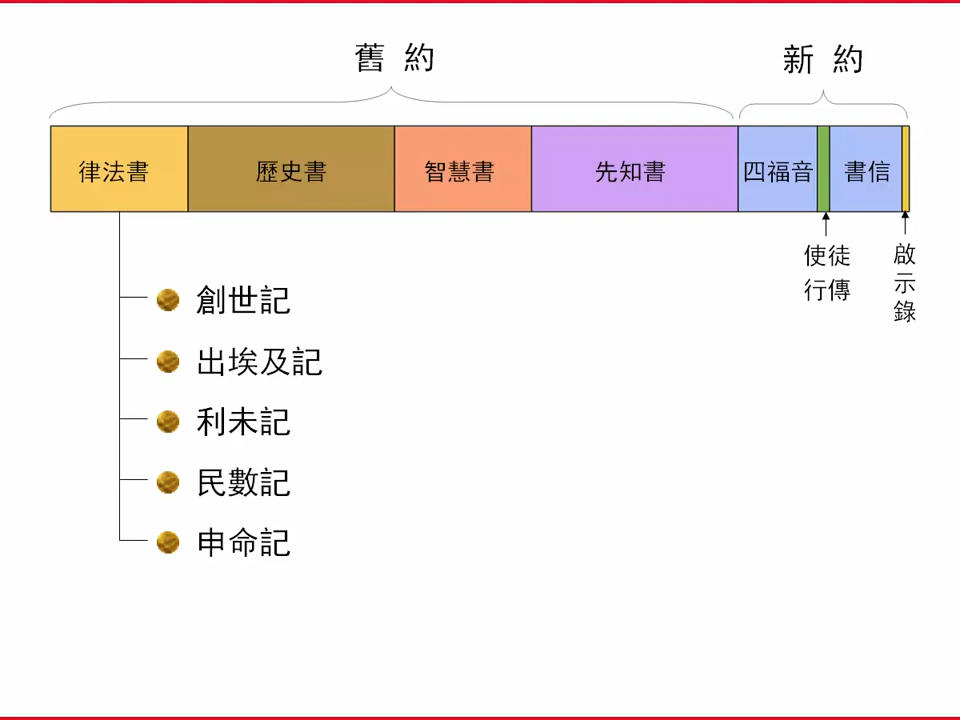 舊 約
新 約
律法書
歷史書
智慧書
先知書
四福音
書信
使徒
行傳
啟
示
錄
創世記
出埃及記
利未記
民數記
申命記